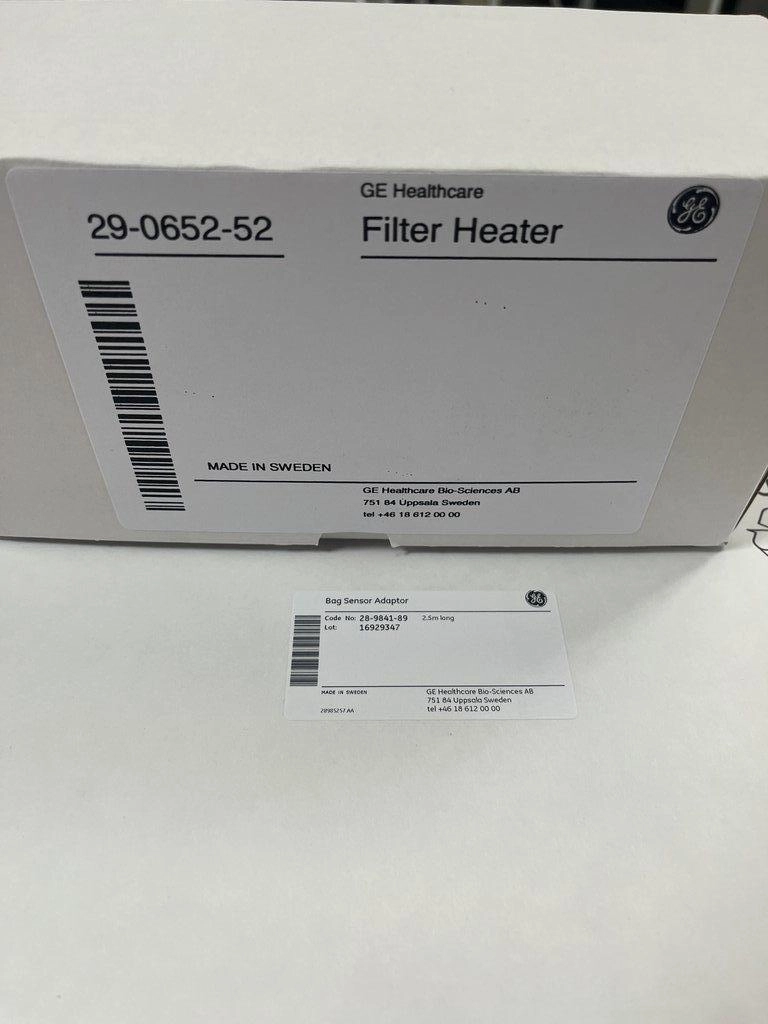 GE Healthcare
29-0652-52
Filter Heater
MADE IN SWEDEN
GE Healthcare Bio-Sciences AB
751 84 Uppsala Sweden
tel +46 18 612 00 00
Bag Sensor Adaptor
Code No: 28-9841-89 2.5m long
Lot: 16929347
MADE IN SWEDEN
28985257 AA
GE Healthcare Bio-Sciences AB
751 84 Uppsala Sweden
tel +46 18 612 00 00